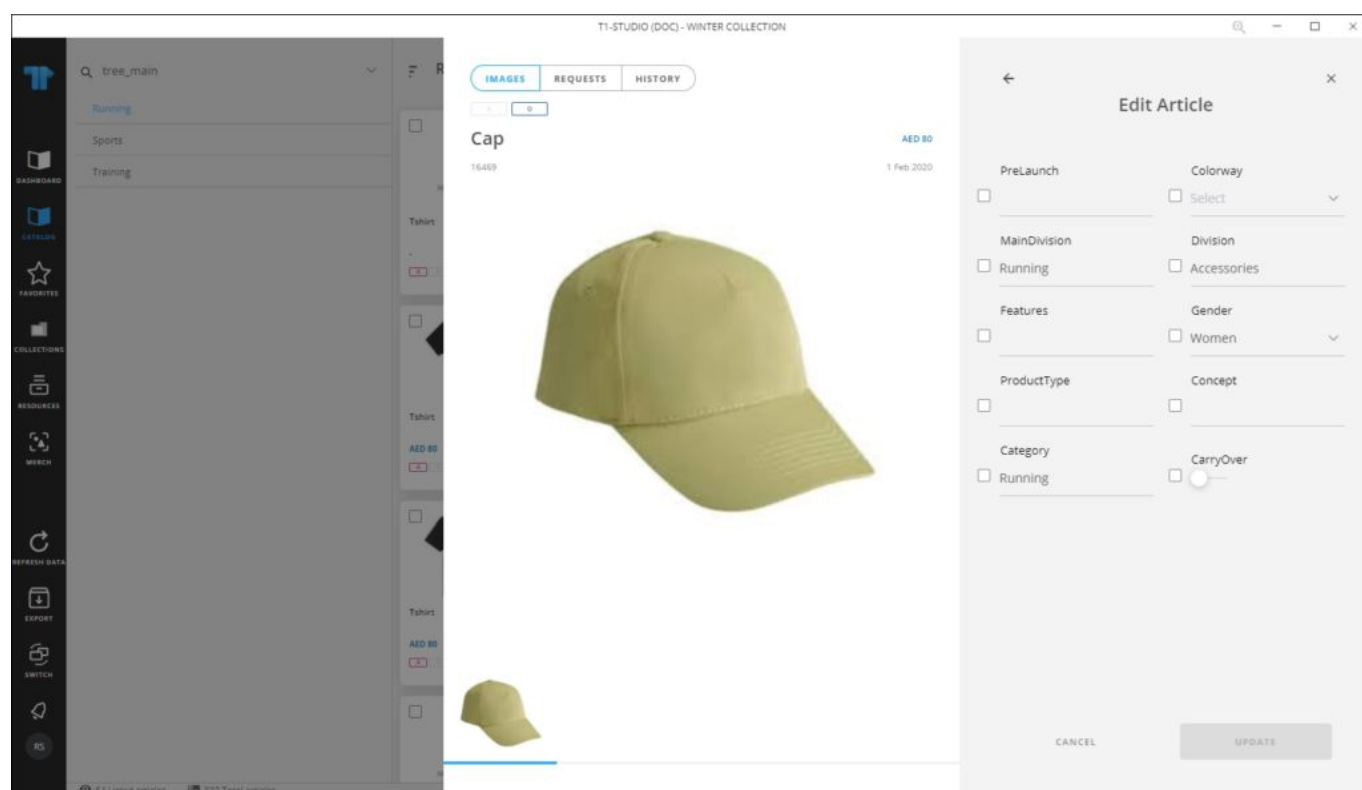 T1-STUDIO (DOC) - WINTER COLLECTION
tree_main
Running
Sports
Training
DASHBOARD
CATALOG
FAVORITES
COLLECTIONS
RESOURCES
MERCH
REFRESH DATA
EXPORT
SWITCH
RS
R
Tshirt
-
Tshirt
AED 80
Tshirt
AED 80
IMAGES REQUESTS HISTORY
Cap AED 80
16469 1 Feb 2020
Edit Article
PreLaunch Colorway
Select
MainDivision Division
Running Accessories
Features Gender
Women
ProductType Concept
Category CarryOver
Running
CANCEL UPDATE